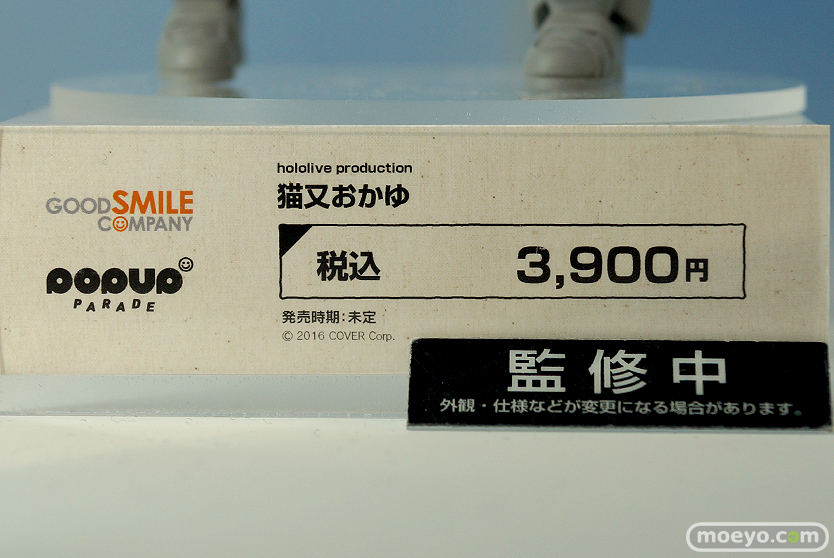 hololive production
猫又おかゆ
GOOD SMILE
COMPANY
税込 3,900円
POPUP
PARADE
発売時期:未定
© 2016 COVER Corp.
監修中
外観・仕様などが変更になる場合があります。
moeyo.com